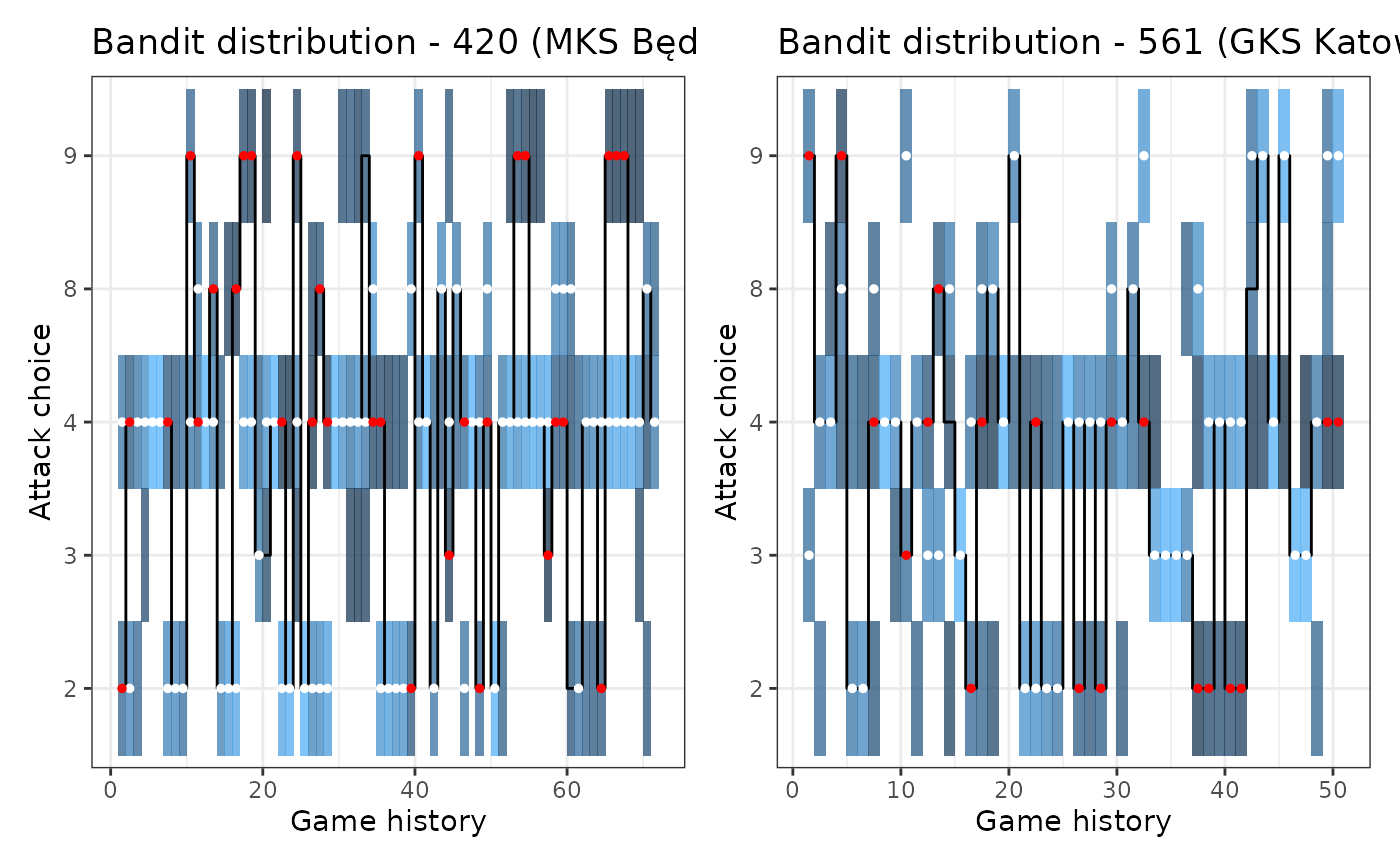 Bandit distribution - 420 (MKS Będ
Attack choice
9
8
4
3
2
0 20 40 60
Game history
Bandit distribution - 561 (GKS Katow
Attack choice
9
8
4
3
2
0 10 20 30 40 50
Game history